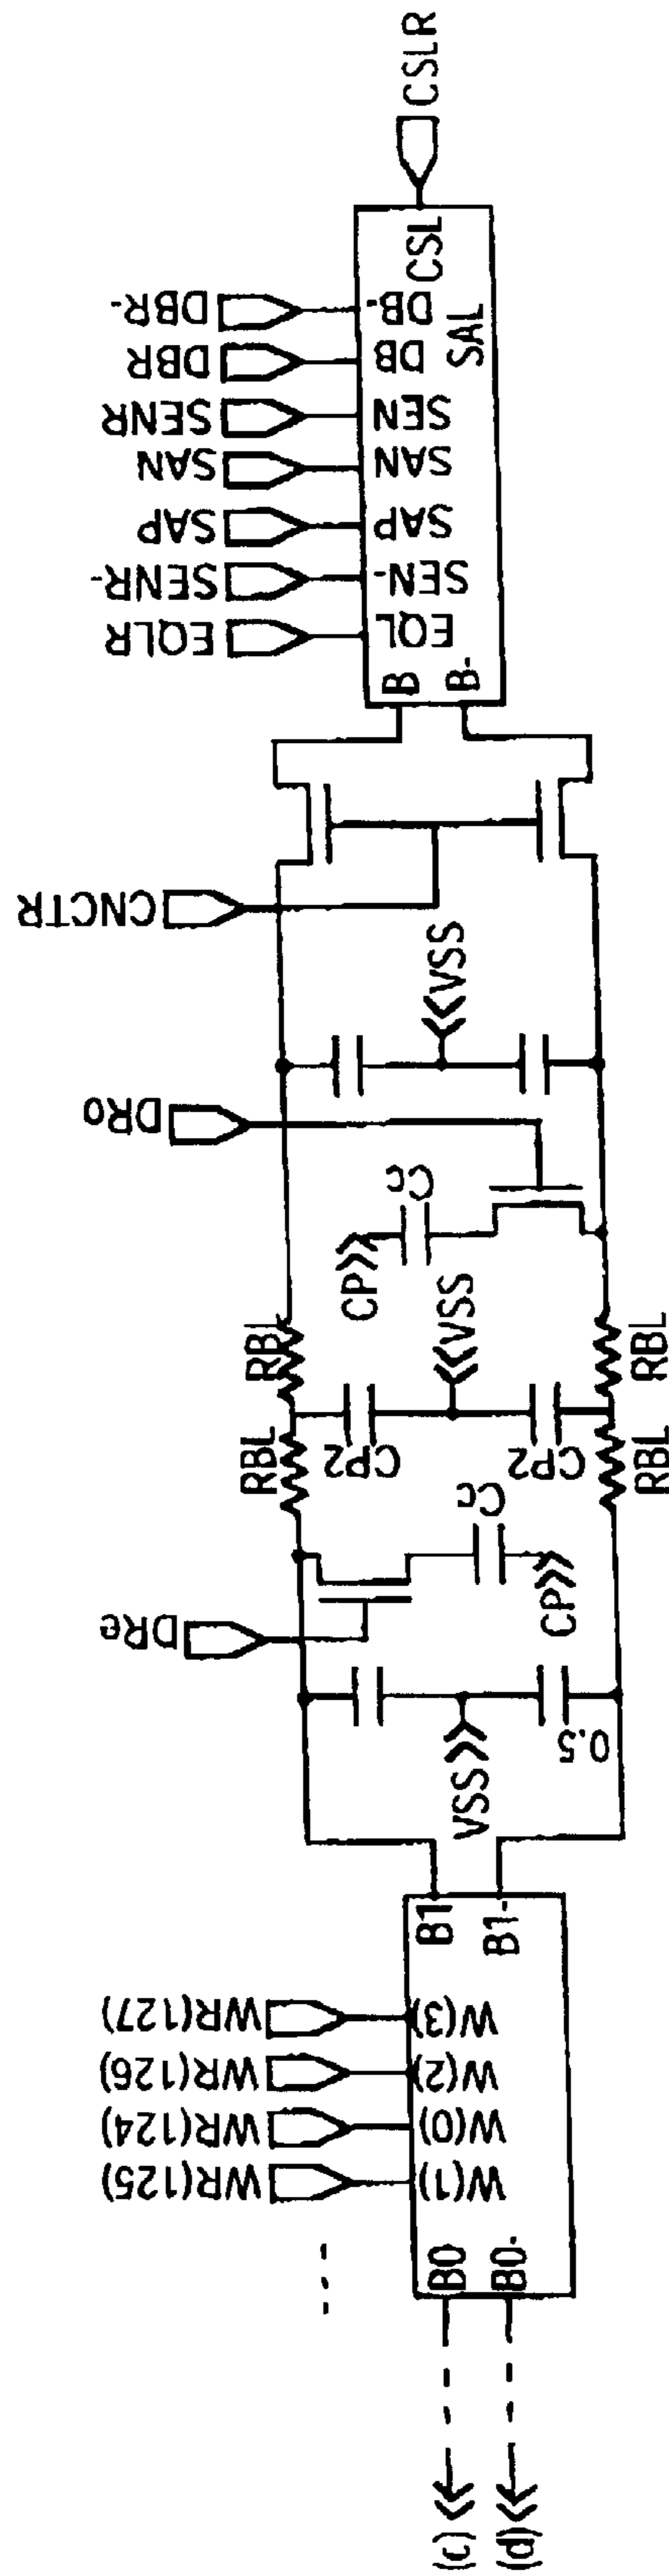 CSLR
CSL
SAL
DBR-
DBR
SENR
SAN
SAP
SENR-
EQLR
DB-
DB
SEN
SAN
SAP
SEN-
EQL
B
B-
CNCTR
VSS
DRo
Cc
CP
RBL
RBL
VSS
CP2
CP2
RBL
RBL
Cc
CP
DRe
VSS
0.5
B1
B1-
WR(127)
WR(126)
WR(124)
WR(125)
W(3)
W(2)
W(0)
W(1)
B0
B0-
(c)
(d)